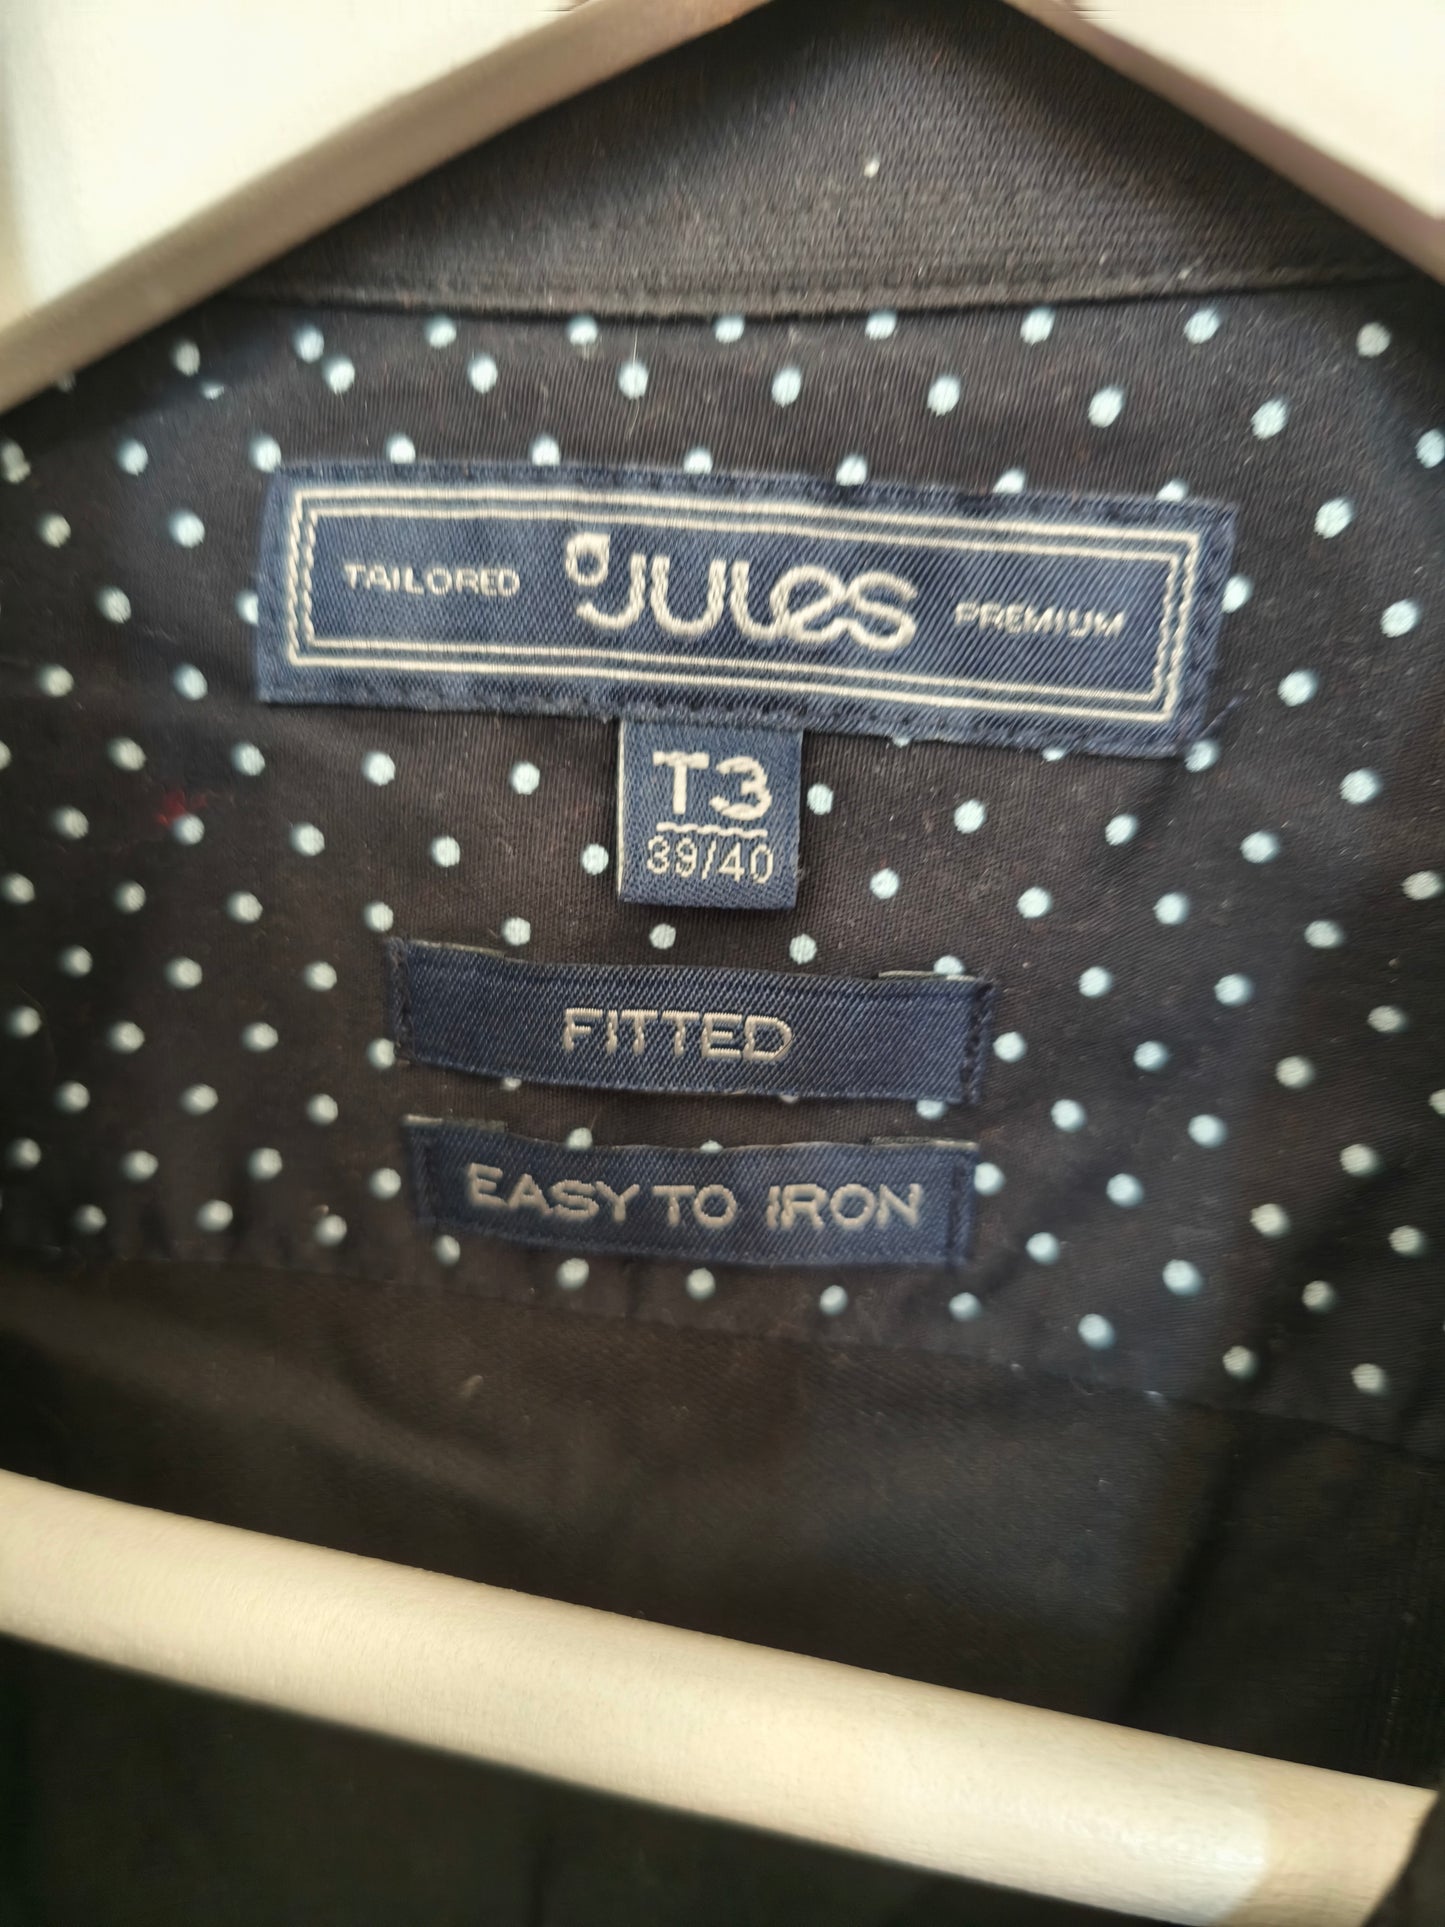 TAILORED JULES PREMIUM
T3
39/40
FITTED
EASY TO IRON